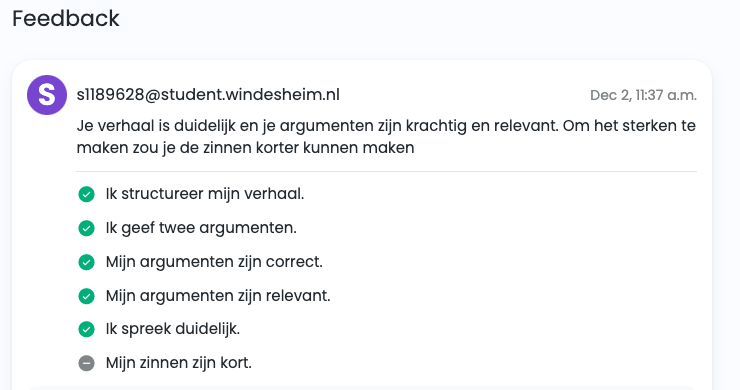 Feedback
S
s1189628@student.windesheim.nl
Dec 2, 11:37 a.m.
Je verhaal is duidelijk en je argumenten zijn krachtig en relevant. Om het sterken te
maken zou je de zinnen korter kunnen maken
Ik structureer mijn verhaal.
Ik geef twee argumenten.
Mijn argumenten zijn correct.
Mijn argumenten zijn relevant.
Ik spreek duidelijk.
Mijn zinnen zijn kort.